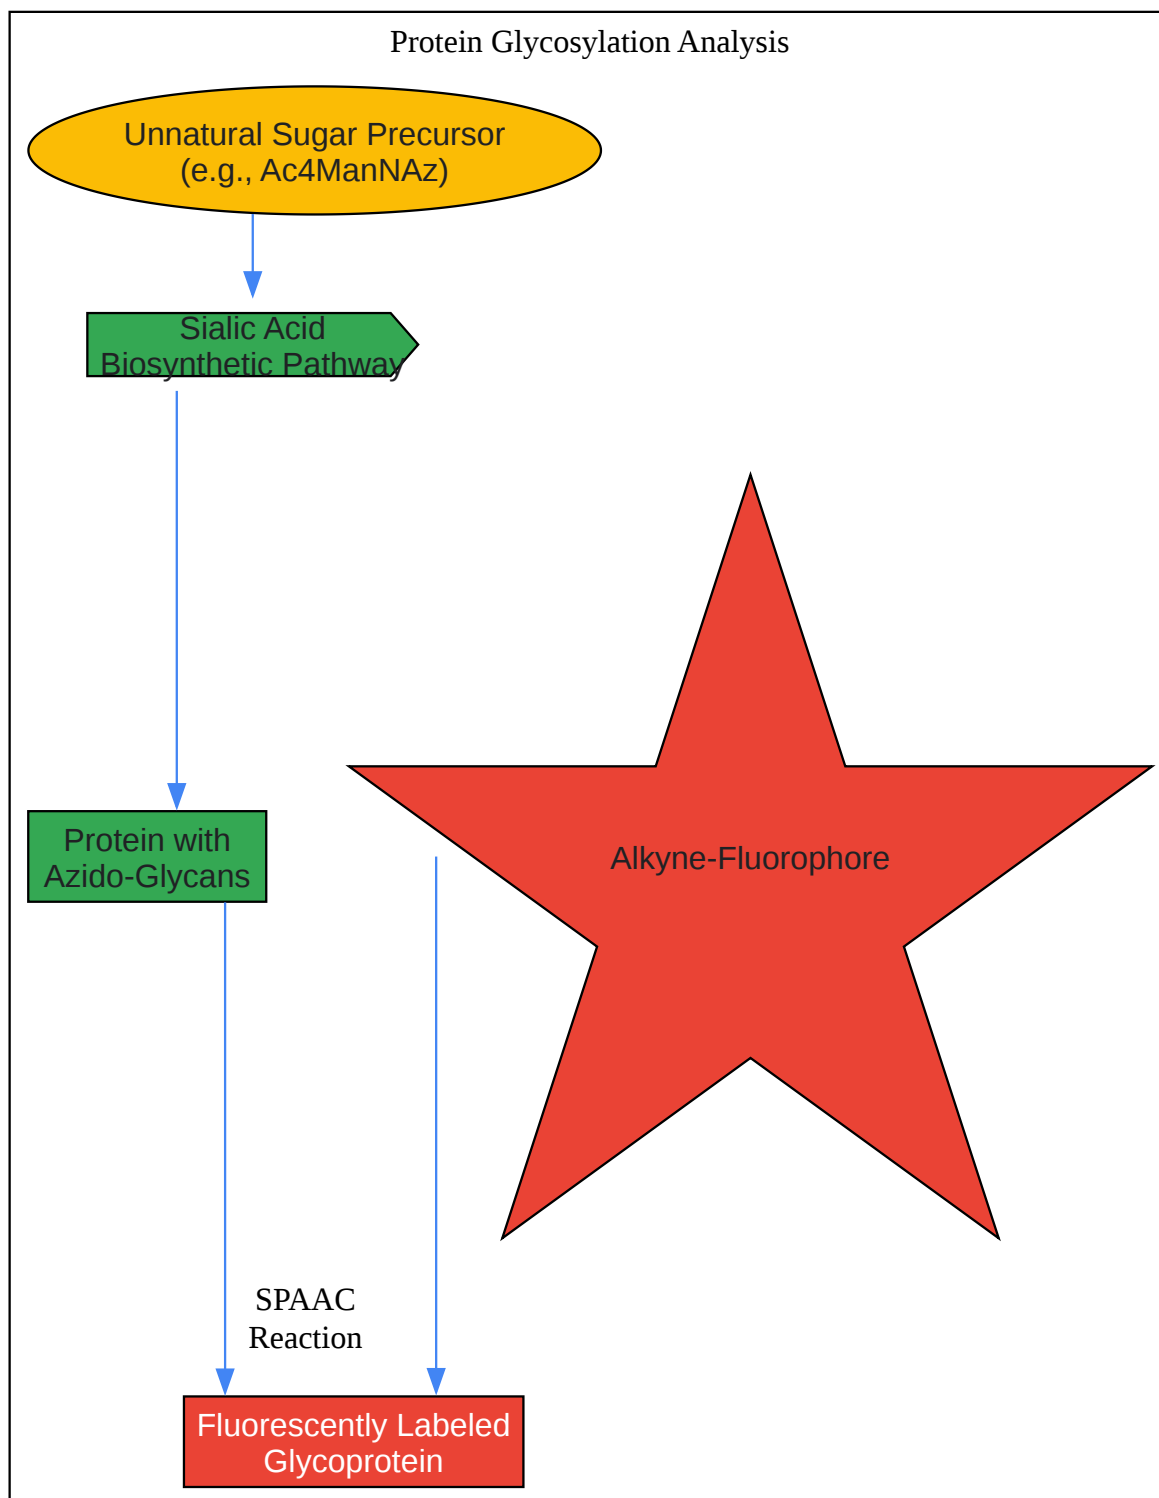 Protein Glycosylation Analysis
Unnatural Sugar Precursor
(e.g., Ac4ManNAz)
Sialic Acid
Biosynthetic Pathway
Protein with
Azido-Glycans
Alkyne-Fluorophore
SPAAC
Reaction
Fluorescently Labeled
Glycoprotein